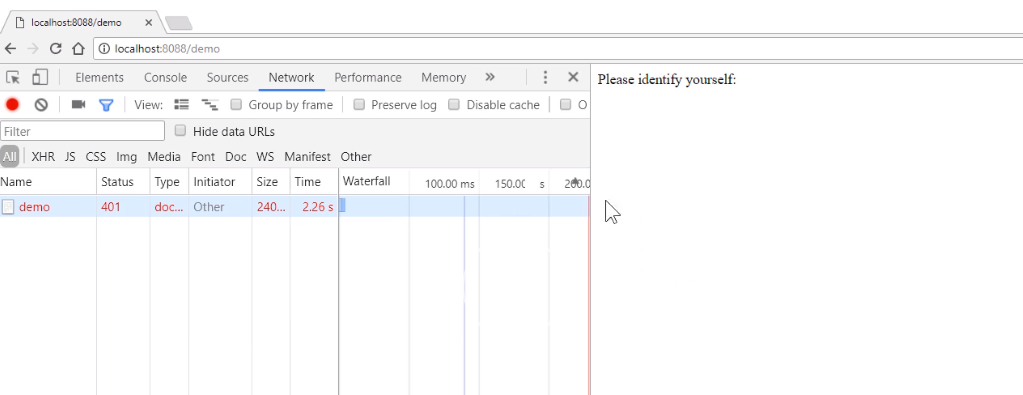 localhost:8088/demo
localhost:8088/demo
Elements Console Sources Network Performance Memory
View: Group by frame Preserve log Disable cache O
Filter Hide data URLs
All XHR JS CSS Img Media Font Doc WS Manifest Other
Name Status Type Initiator Size Time Waterfall 100.00 ms 150.0 s 200.0
demo 401 doc... Other 240... 2.26 s
Please identify yourself: